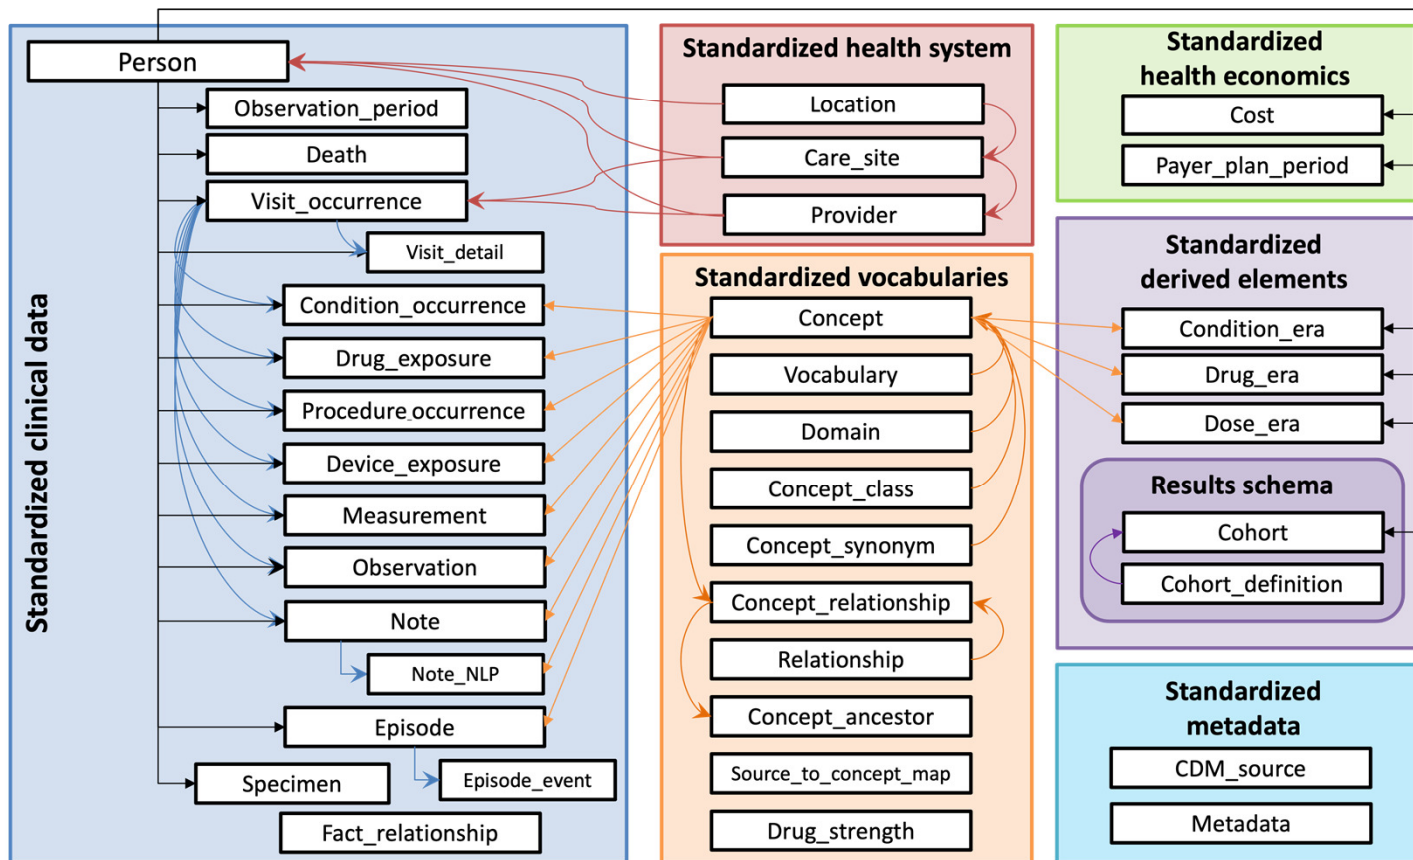 Standardized clinical data
Person
Observation_period
Death
Visit_occurrence
Visit_detail
Condition_occurrence
Drug_exposure
Procedure_occurrence
Device_exposure
Measurement
Observation
Note
Note_NLP
Episode
Specimen
Episode_event
Fact_relationship
Standardized health system
Location
Care_site
Provider
Standardized vocabularies
Concept
Vocabulary
Domain
Concept_class
Concept_synonym
Concept_relationship
Relationship
Concept_ancestor
Source_to_concept_map
Drug_strength
Standardized
health economics
Cost
Payer_plan_period
Standardized
derived elements
Condition_era
Drug_era
Dose_era
Results schema
Cohort
Cohort_definition
Standardized
metadata
CDM_source
Metadata